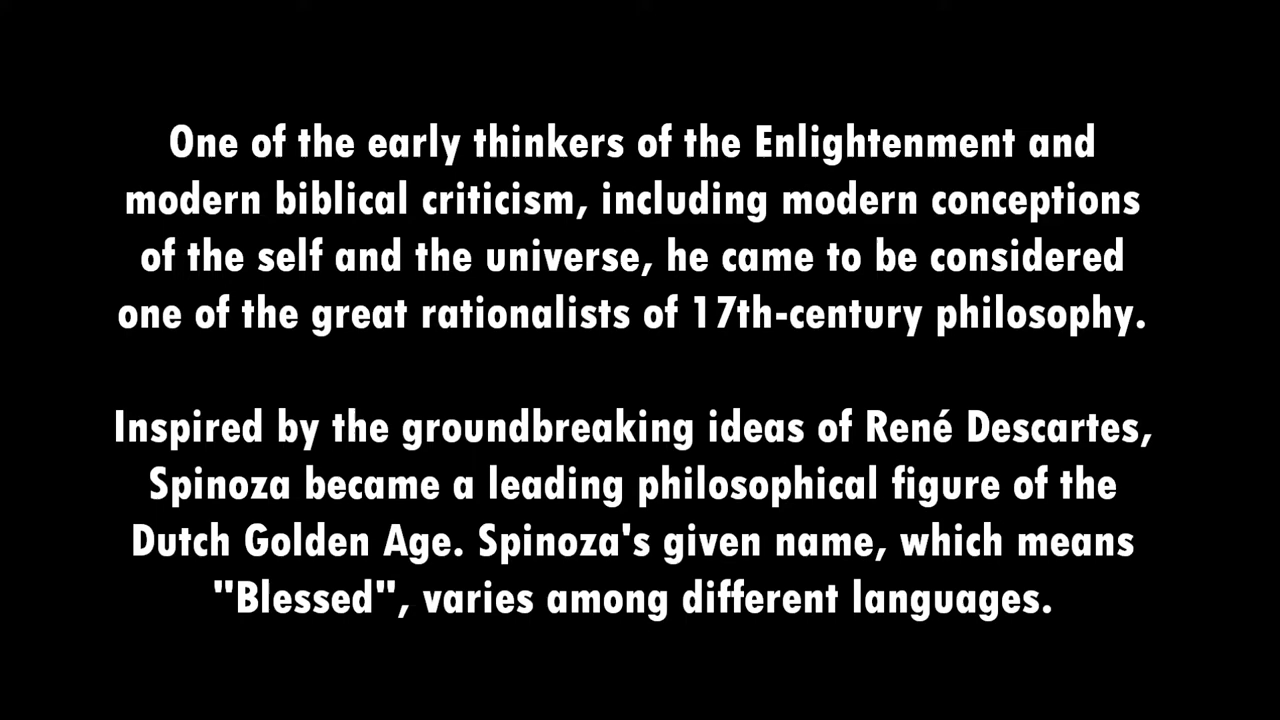 One of the early thinkers of the Enlightenment and
modern biblical criticism, including modern conceptions
of the self and the universe, he came to be considered
one of the great rationalists of 17th-century philosophy.
Inspired by the groundbreaking ideas of René Descartes,
Spinoza became a leading philosophical figure of the
Dutch Golden Age. Spinoza's given name, which means
"Blessed", varies among different languages.